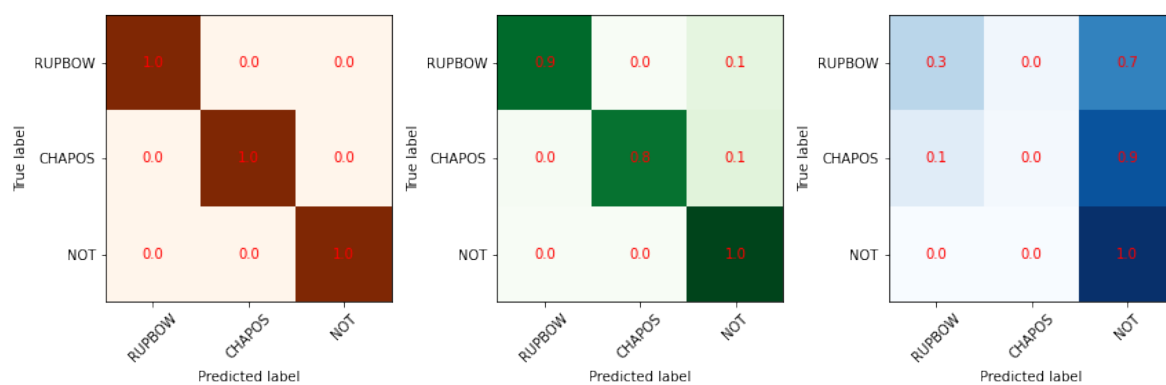 RUPBOW 1.0 0.0 0.0
CHAPOS 0.0 1.0 0.0
NOT 0.0 0.0 1.0
True label
RUPBOW CHAPOS NOT
Predicted label
RUPBOW 0.9 0.0 0.1
CHAPOS 0.0 0.8 0.1
NOT 0.0 0.0 1.0
True label
RUPBOW CHAPOS NOT
Predicted label
RUPBOW 0.3 0.0 0.7
CHAPOS 0.1 0.0 0.9
NOT 0.0 0.0 1.0
True label
RUPBOW CHAPOS NOT
Predicted label